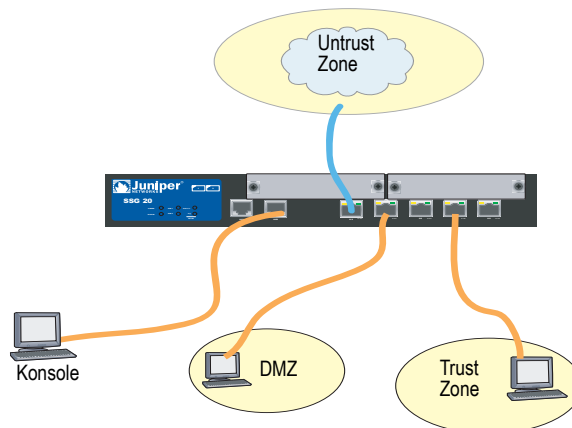 Untrust
Zone
Juniper
NETWORKS
SSG 20
Konsole
DMZ
Trust
Zone